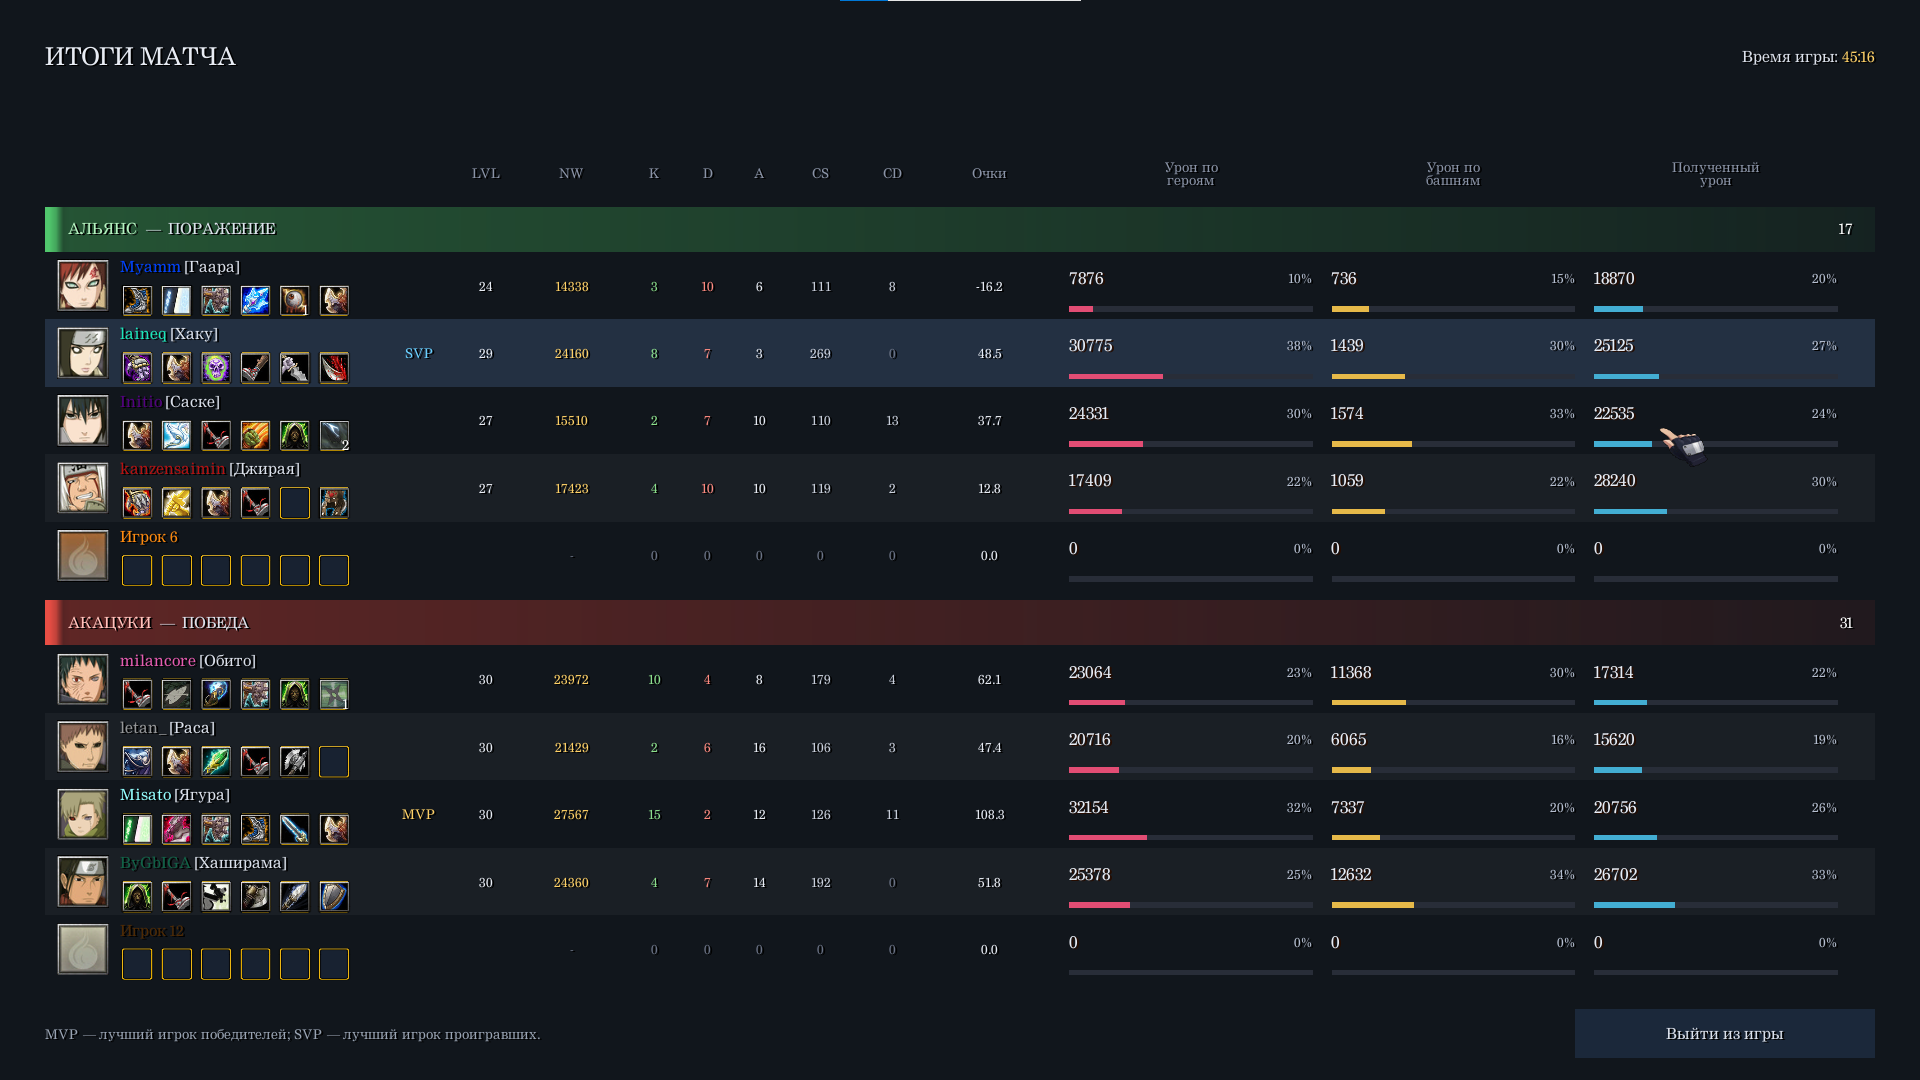 ИТОГИ МАТЧА
Время игры: 45:16
LVL NW K D A CS CD Очки Урон по героям Урон по башням Полученный урон
АЛЬЯНС — ПОРАЖЕНИЕ 17
Myamm [Гаара]
24 14338 3 10 6 111 8 -16.2 7876 10% 736 15% 18870 20%
1
laineq [Хаку]
SVP 29 24160 8 7 3 269 0 48.5 30775 38% 1439 30% 25125 27%
Initio [Саске]
27 15510 2 7 10 110 13 37.7 24331 30% 1574 33% 22535 24%
2
kanzensaimin [Джирая]
27 17423 4 10 10 119 2 12.8 17409 22% 1059 22% 28240 30%
Игрок 6
- 0 0 0 0 0 0.0 0 0% 0 0% 0 0%
АКАЦУКИ — ПОБЕДА 31
milancore [Обито]
30 23972 10 4 8 179 4 62.1 23064 23% 11368 30% 17314 22%
1
letan_ [Раса]
30 21429 2 6 16 106 3 47.4 20716 20% 6065 16% 15620 19%
Misato [Ягура]
MVP 30 27567 15 2 12 126 11 108.3 32154 32% 7337 20% 20756 26%
ByGbIGA [Хаширама]
30 24360 4 7 14 192 0 51.8 25378 25% 12632 34% 26702 33%
Игрок 12
- 0 0 0 0 0 0.0 0 0% 0 0% 0 0%
MVP — лучший игрок победителей; SVP — лучший игрок проигравших.
Выйти из игры